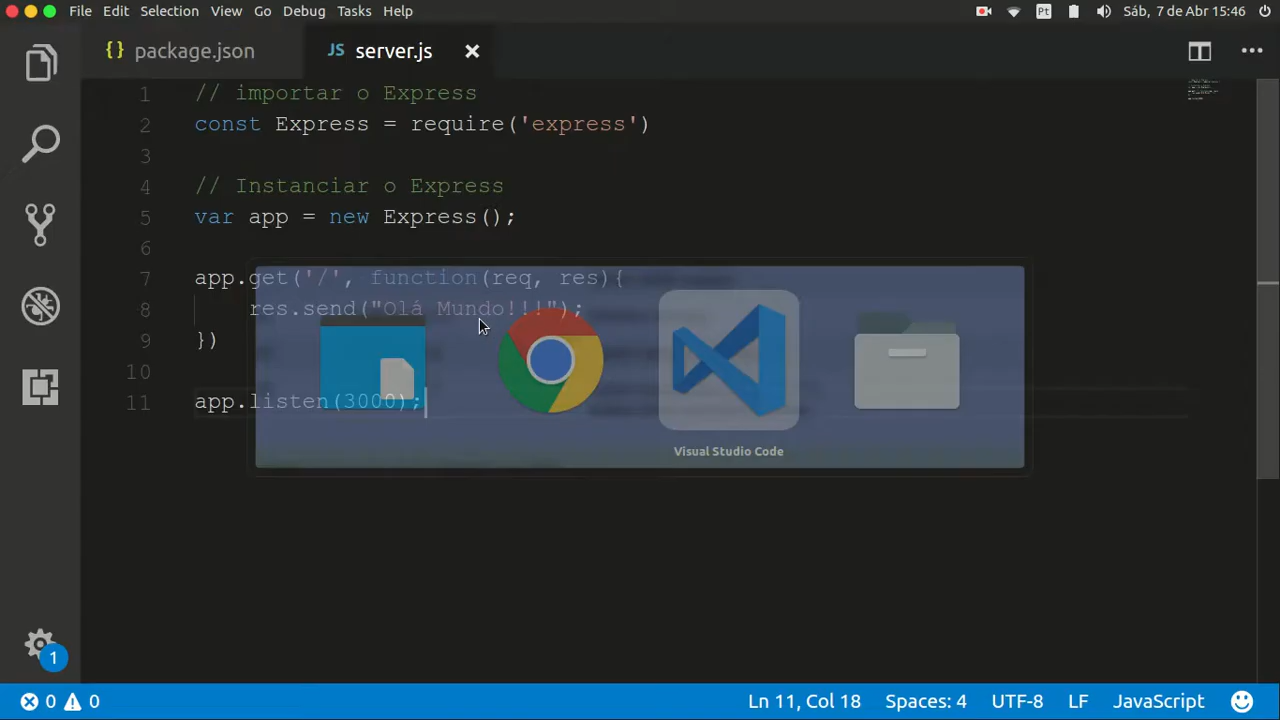 File Edit Selection View Go Debug Tasks Help
Pt Sáb, 7 de Abr 15:46
{} package.json
JS server.js
1 // importar o Express
2 const Express = require('express')
3
4 // Instanciar o Express
5 var app = new Express();
6
7 app.get('/', function(req, res){
8 res.send("Olá Mundo!!!");
9 })
10
11 app.listen(3000);
Visual Studio Code
1
0 0 Ln 11, Col 18 Spaces: 4 UTF-8 LF JavaScript